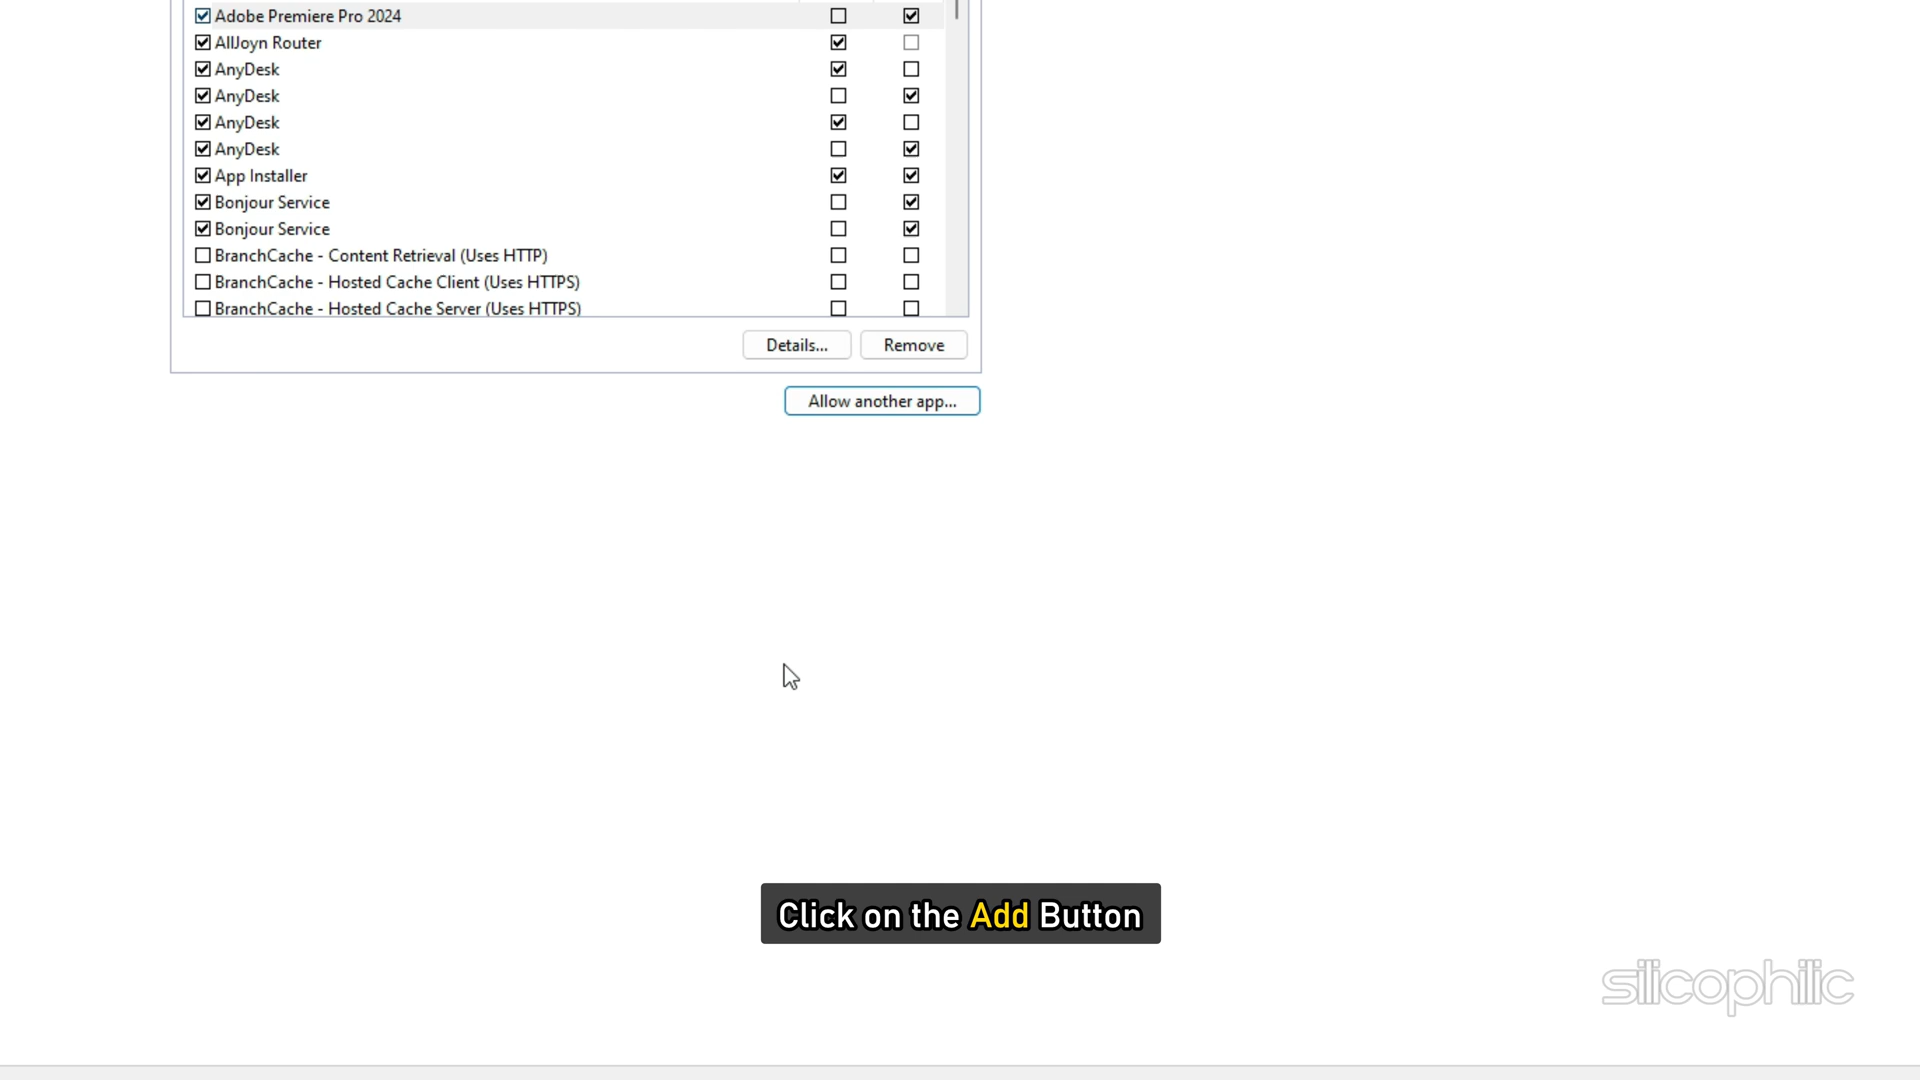 Adobe Premiere Pro 2024
AllJoyn Router
AnyDesk
AnyDesk
AnyDesk
AnyDesk
App Installer
Bonjour Service
Bonjour Service
BranchCache - Content Retrieval (Uses HTTP)
BranchCache - Hosted Cache Client (Uses HTTPS)
BranchCache - Hosted Cache Server (Uses HTTPS)
Details... Remove
Allow another app...
Click on the Add Button
silicophilic